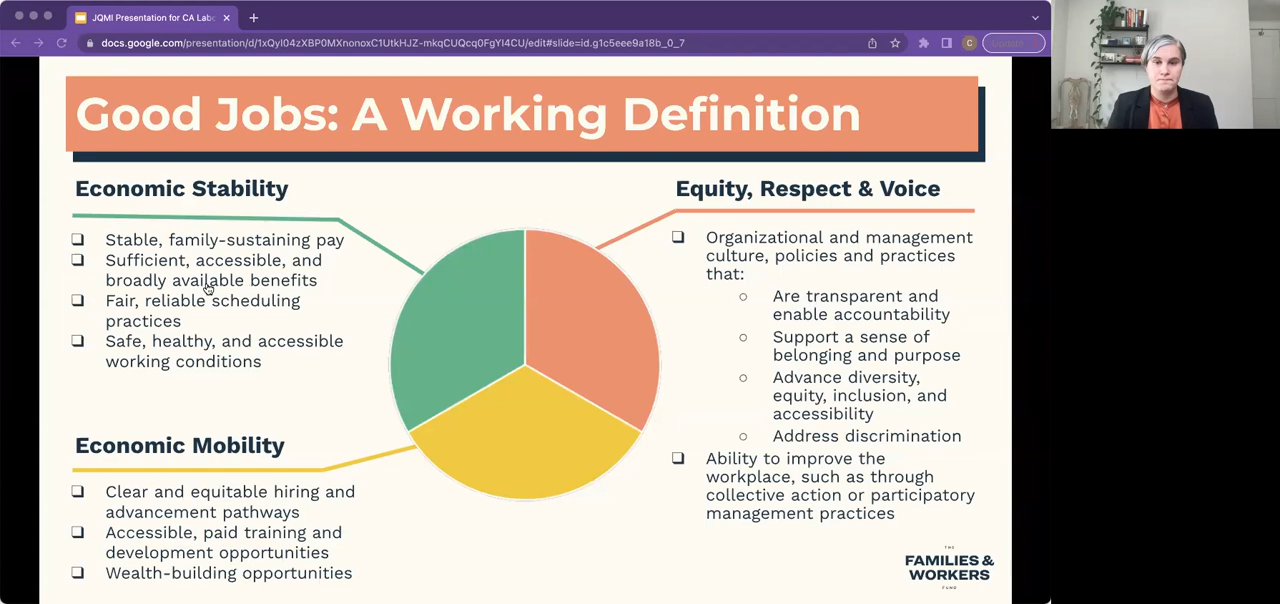 JQMI Presentation for CA Lab
docs.google.com/presentation/d/1xQyI04zXBP0MXnonoxC1UtkHJZ-mkqCUQcq0FgYI4CU/edit#slide=id.g1c5eee9a18b_0_7
C
Update
Good Jobs: A Working Definition
Economic Stability
Stable, family-sustaining pay
Sufficient, accessible, and
broadly available benefits
Fair, reliable scheduling
practices
Safe, healthy, and accessible
working conditions
Economic Mobility
Clear and equitable hiring and
advancement pathways
Accessible, paid training and
development opportunities
Wealth-building opportunities
Equity, Respect & Voice
Organizational and management
culture, policies and practices
that:
Are transparent and
enable accountability
Support a sense of
belonging and purpose
Advance diversity,
equity, inclusion, and
accessibility
Address discrimination
Ability to improve the
workplace, such as through
collective action or participatory
management practices
THE
FAMILIES &
WORKERS
FUND